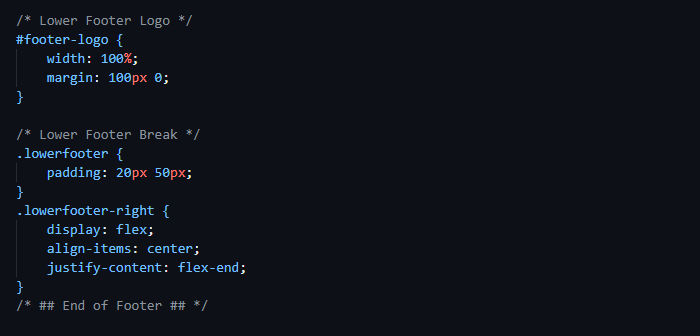 /* Lower Footer Logo */
#footer-logo {
    width: 100%;
    margin: 100px 0;
}
/* Lower Footer Break */
.lowerfooter {
    padding: 20px 50px;
}
.lowerfooter-right {
    display: flex;
    align-items: center;
    justify-content: flex-end;
}
/* ## End of Footer ## */